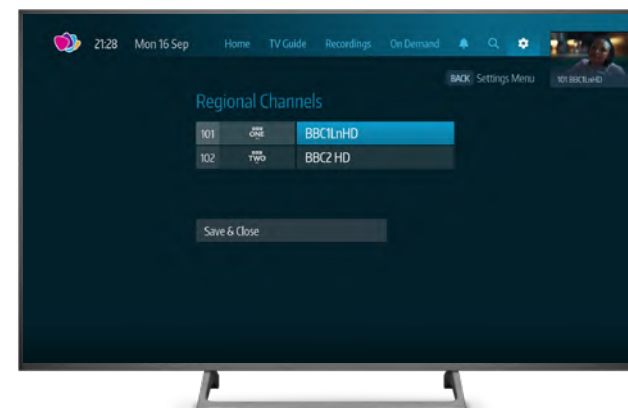 21:28 Mon 16 Sep Home TV Guide Recordings On Demand
BACK Settings Menu 101 BBC1LnHD
Regional Channels
101 BBC ONE BBC1LnHD
102 BBC TWO BBC2 HD
Save & Close